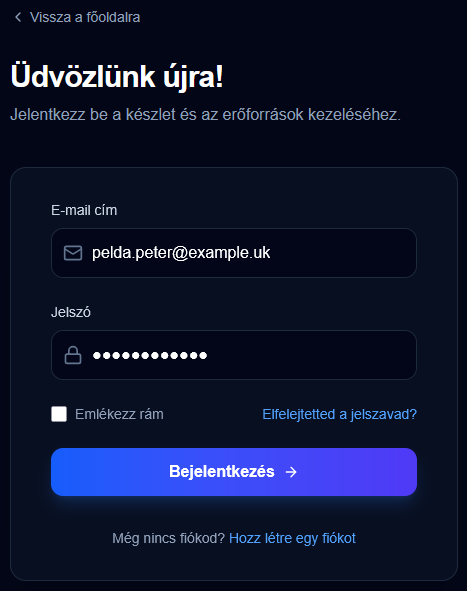 Vissza a főoldalra
Üdvözlünk újra!
Jelentkezz be a készlet és az erőforrások kezeléséhez.
E-mail cím
pelda.peter@example.uk
Jelszó
••••••••••••
Emlékezz rám
Elfelejtetted a jelszavad?
Bejelentkezés →
Még nincs fiókod? Hozz létre egy fiókot